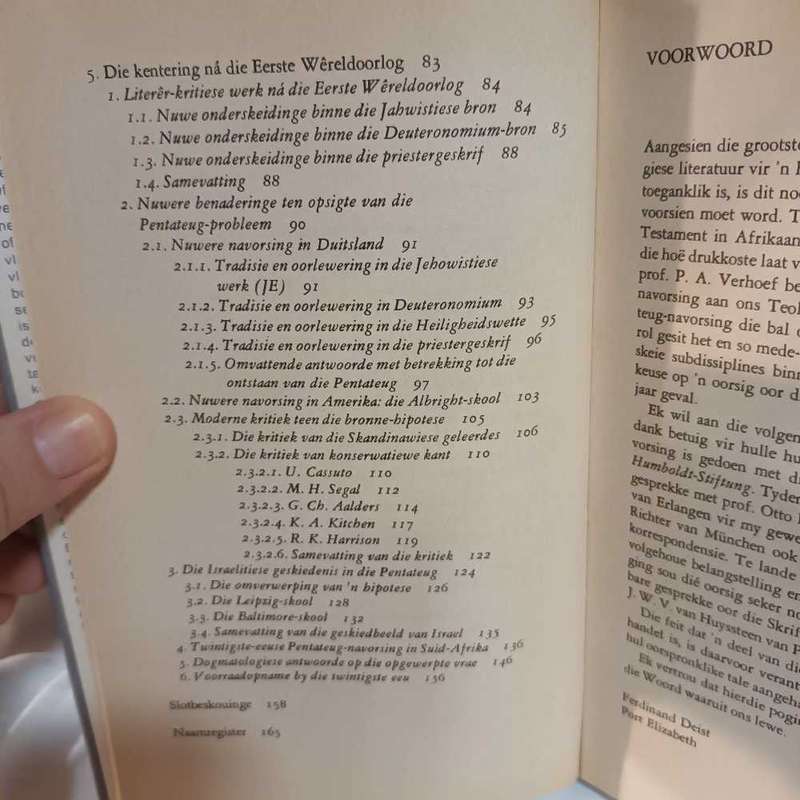 5. Die kentering ná die Eerste Wêreldoorlog 83
1. Literêr-kritiese werk ná die Eerste Wêreldoorlog 84
1.1. Nuwe onderskeidinge binne die Jahwistiese bron 84
1.2. Nuwe onderskeidinge binne die Deuteronomium-bron 85
1.3. Nuwe onderskeidinge binne die priestergeskrif 88
1.4. Samevatting 88
2. Nuwere benaderinge ten opsigte van die
Pentateug-probleem 90
2.1. Nuwere navorsing in Duitsland 91
2.1.1. Tradisie en oorlewering in die Jehowistiese
werk (JE) 91
2.1.2. Tradisie en oorlewering in Deuteronomium 93
2.1.3. Tradisie en oorlewering in die Heiligheidswette 95
2.1.4. Tradisie en oorlewering in die priestergeskrif 96
2.1.5. Omvattende antwoorde met betrekking tot die
ontstaan van die Pentateug 97
2.2. Nuwere navorsing in Amerika: die Albright-skool 103
2.3. Moderne kritiek teen die bronne-hipotese 105
2.3.1. Die kritiek van die Skandinawiese geleerdes 106
2.3.2. Die kritiek van konserwatiewe kant 110
2.3.2.1. U. Cassuto 110
2.3.2.2. M. H. Segal 112
2.3.2.3. G. Ch. Aalders 114
2.3.2.4. K. A. Kitchen 117
2.3.2.5. R. K. Harrison 119
2.3.2.6. Samevatting van die kritiek 122
3. Die Israelitiese geskiedenis in die Pentateug 124
3.1. Die omverwerping van 'n hipotese 126
3.2. Die Leipzig-skool 128
3.3. Die Baltimore-skool 132
3.4. Samevatting van die geskiedbeeld van Israel 135
4. Twintigste-eeuse Pentateug-navorsing in Suid-Afrika 136
5. Dogmatologiese antwoorde op die opgewerpte vrae 146
6. Voorraadopname by die twintigste eeu 156
Slotbeskouinge 158
Naamregister 165
VOORWOORD
Aangesien die grootste
giese literatuur vir 'n
toeganklik is, is dit
voorsien moet word.
Testament in Afrikaan
die hoë drukkoste laat
prof. P. A. Verhoef
navorsing aan ons
teug-navorsing die bal
rol gesit het en so mede-
skeie subdissiplines
keuse op 'n oorsig oor
jaar geval.
Ek wil aan die
dank betuig vir hulle
vorsing is gedoen met
Humboldt-Stiftung.
gesprekke met prof. Otto
van Erlangen vir my
Richter van München ook
korrespondensie. Te lande
volgehoue belangstelling
ging sou dié oorsig seker
bare gesprekke oor die
J. W. V. van Huyssteen van
Die feit dat 'n deel van
handel is, is daarvoor
hul oorspronklike tale
Ek vertrou dat hierdie
die Woord waaruit ons lewe.
Ferdinand Deist
Port Elizabeth